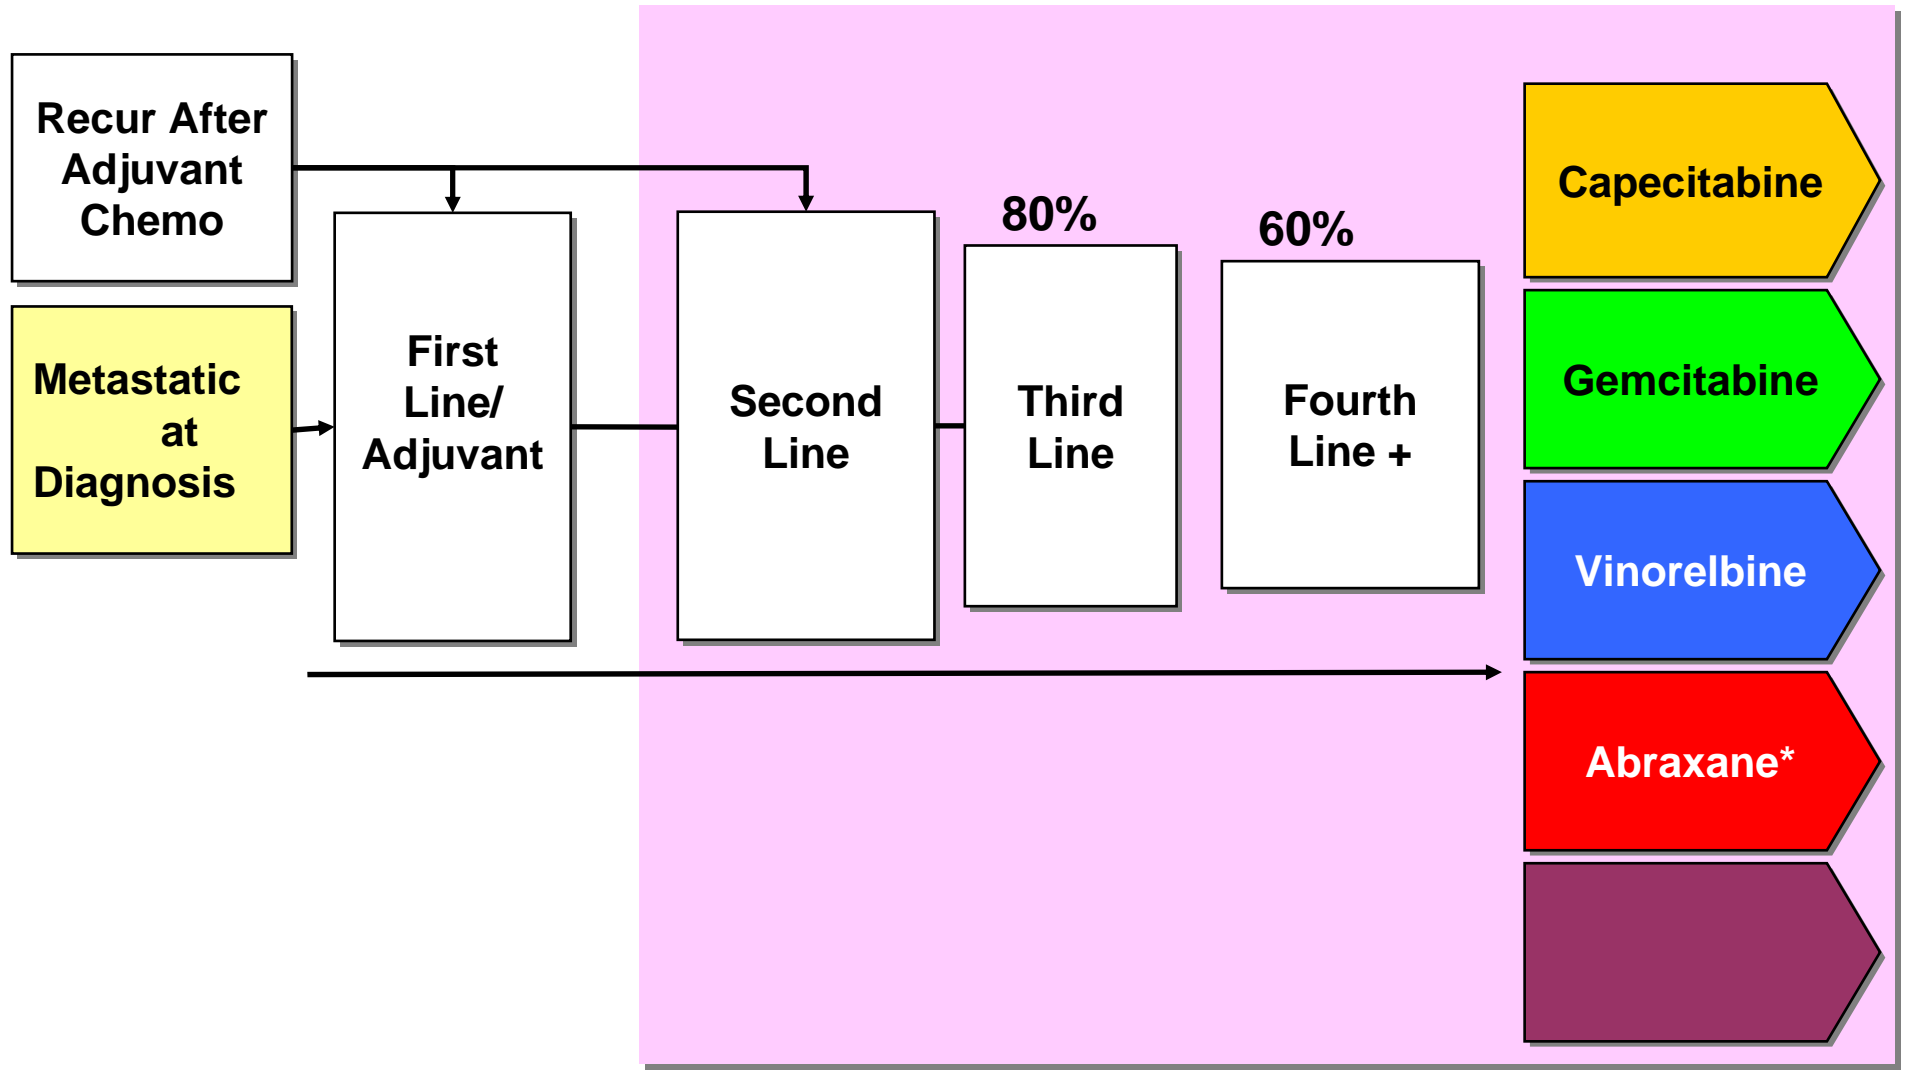 Recur After
Adjuvant
Chemo
Metastatic
at
Diagnosis
First
Line/
Adjuvant
Second
Line
80%
Third
Line
60%
Fourth
Line +
Capecitabine
Gemcitabine
Vinorelbine
Abraxane*